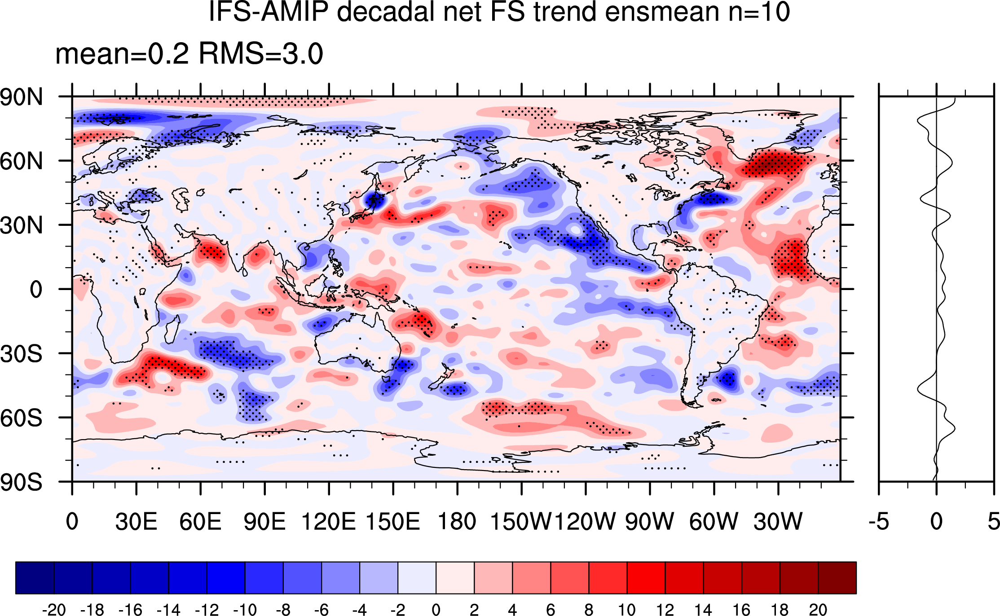 IFS-AMIP decadal net FS trend ensmean n=10
mean=0.2 RMS=3.0
90N
60N
30N
0
30S
60S
90S
0 30E 60E 90E 120E 150E 180 150W 120W 90W 60W 30W
-5 0 5
-20 -18 -16 -14 -12 -10 -8 -6 -4 -2 0 2 4 6 8 10 12 14 16 18 20